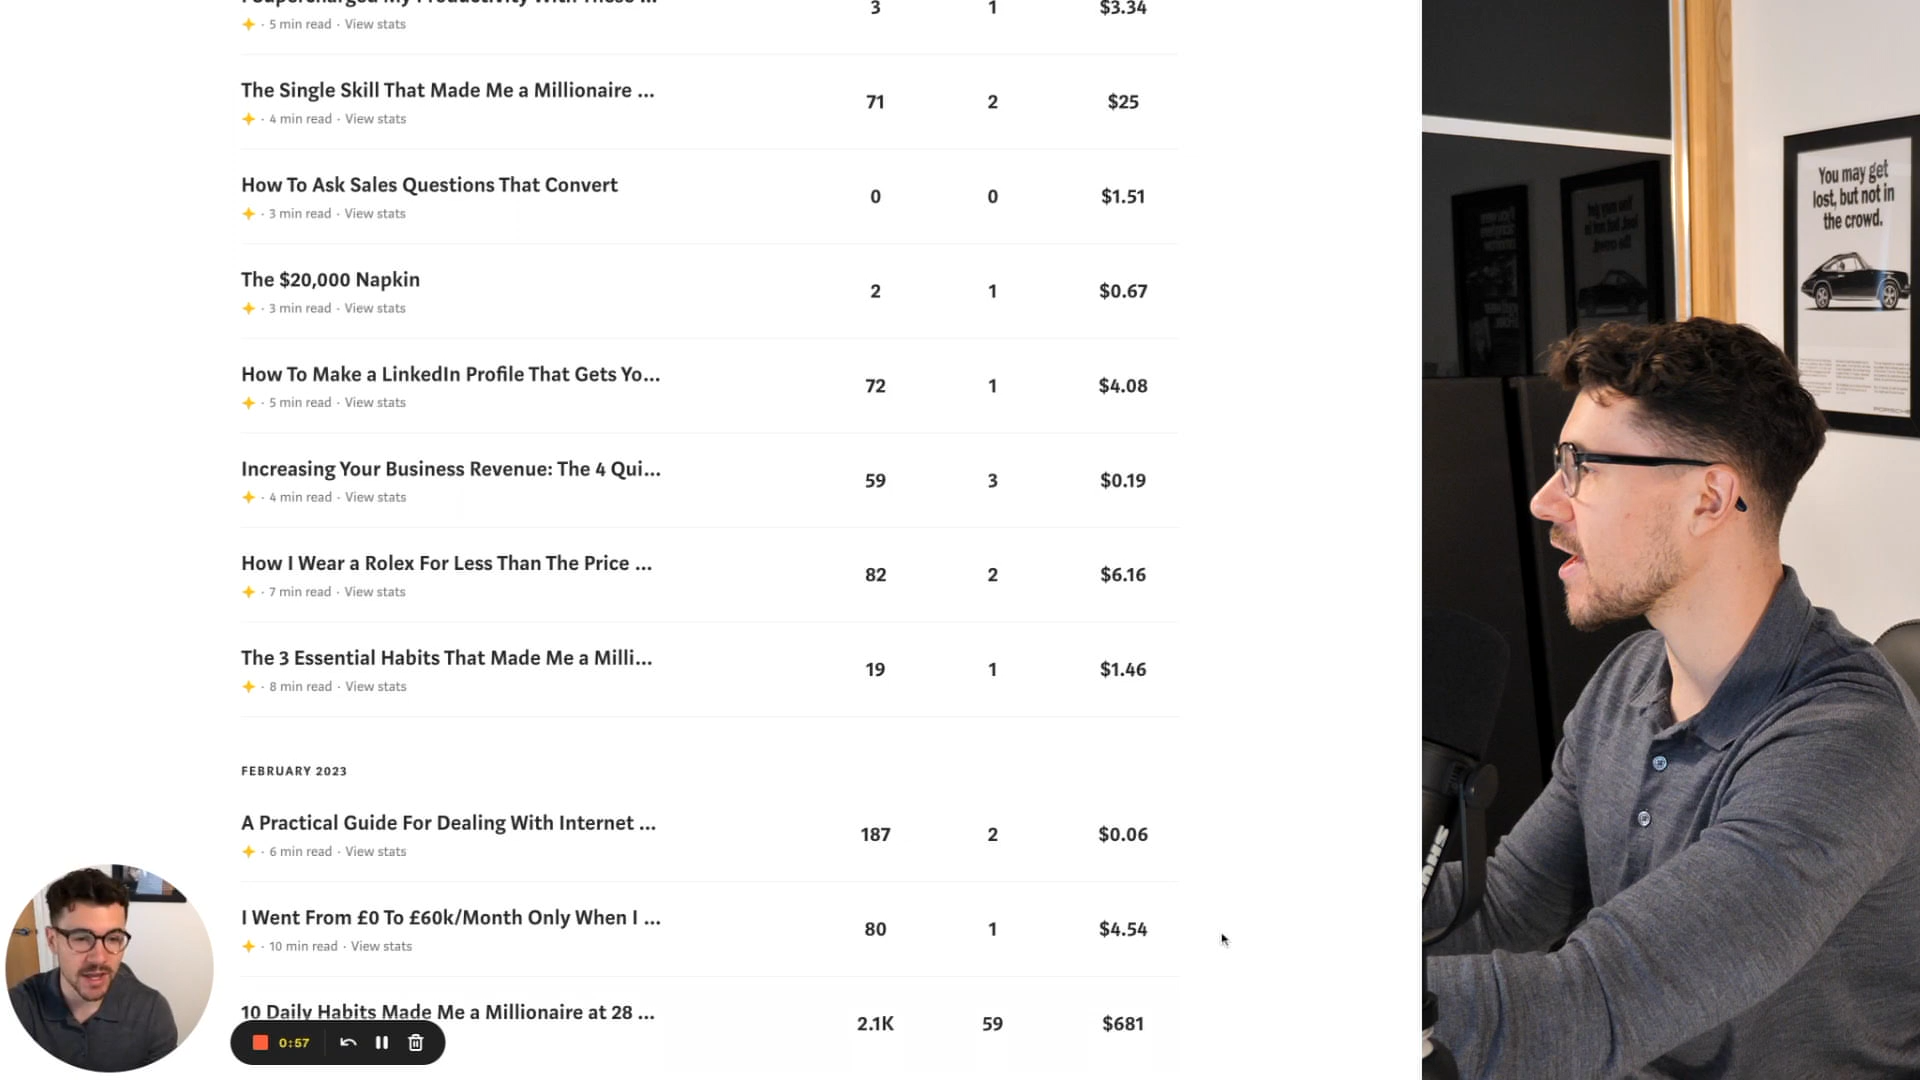 I Supercharged My Productivity With These ...
3 1 $3.34
5 min read · View stats
The Single Skill That Made Me a Millionaire ...
71 2 $25
4 min read · View stats
How To Ask Sales Questions That Convert
0 0 $1.51
3 min read · View stats
The $20,000 Napkin
2 1 $0.67
3 min read · View stats
How To Make a LinkedIn Profile That Gets Yo...
72 1 $4.08
5 min read · View stats
Increasing Your Business Revenue: The 4 Qui...
59 3 $0.19
4 min read · View stats
How I Wear a Rolex For Less Than The Price ...
82 2 $6.16
7 min read · View stats
The 3 Essential Habits That Made Me a Milli...
19 1 $1.46
8 min read · View stats
FEBRUARY 2023
A Practical Guide For Dealing With Internet ...
187 2 $0.06
6 min read · View stats
I Went From £0 To £60k/Month Only When I ...
80 1 $4.54
10 min read · View stats
10 Daily Habits Made Me a Millionaire at 28 ...
2.1K 59 $681
0:57
You may get
lost, but not in
the crowd.
PORSCHE